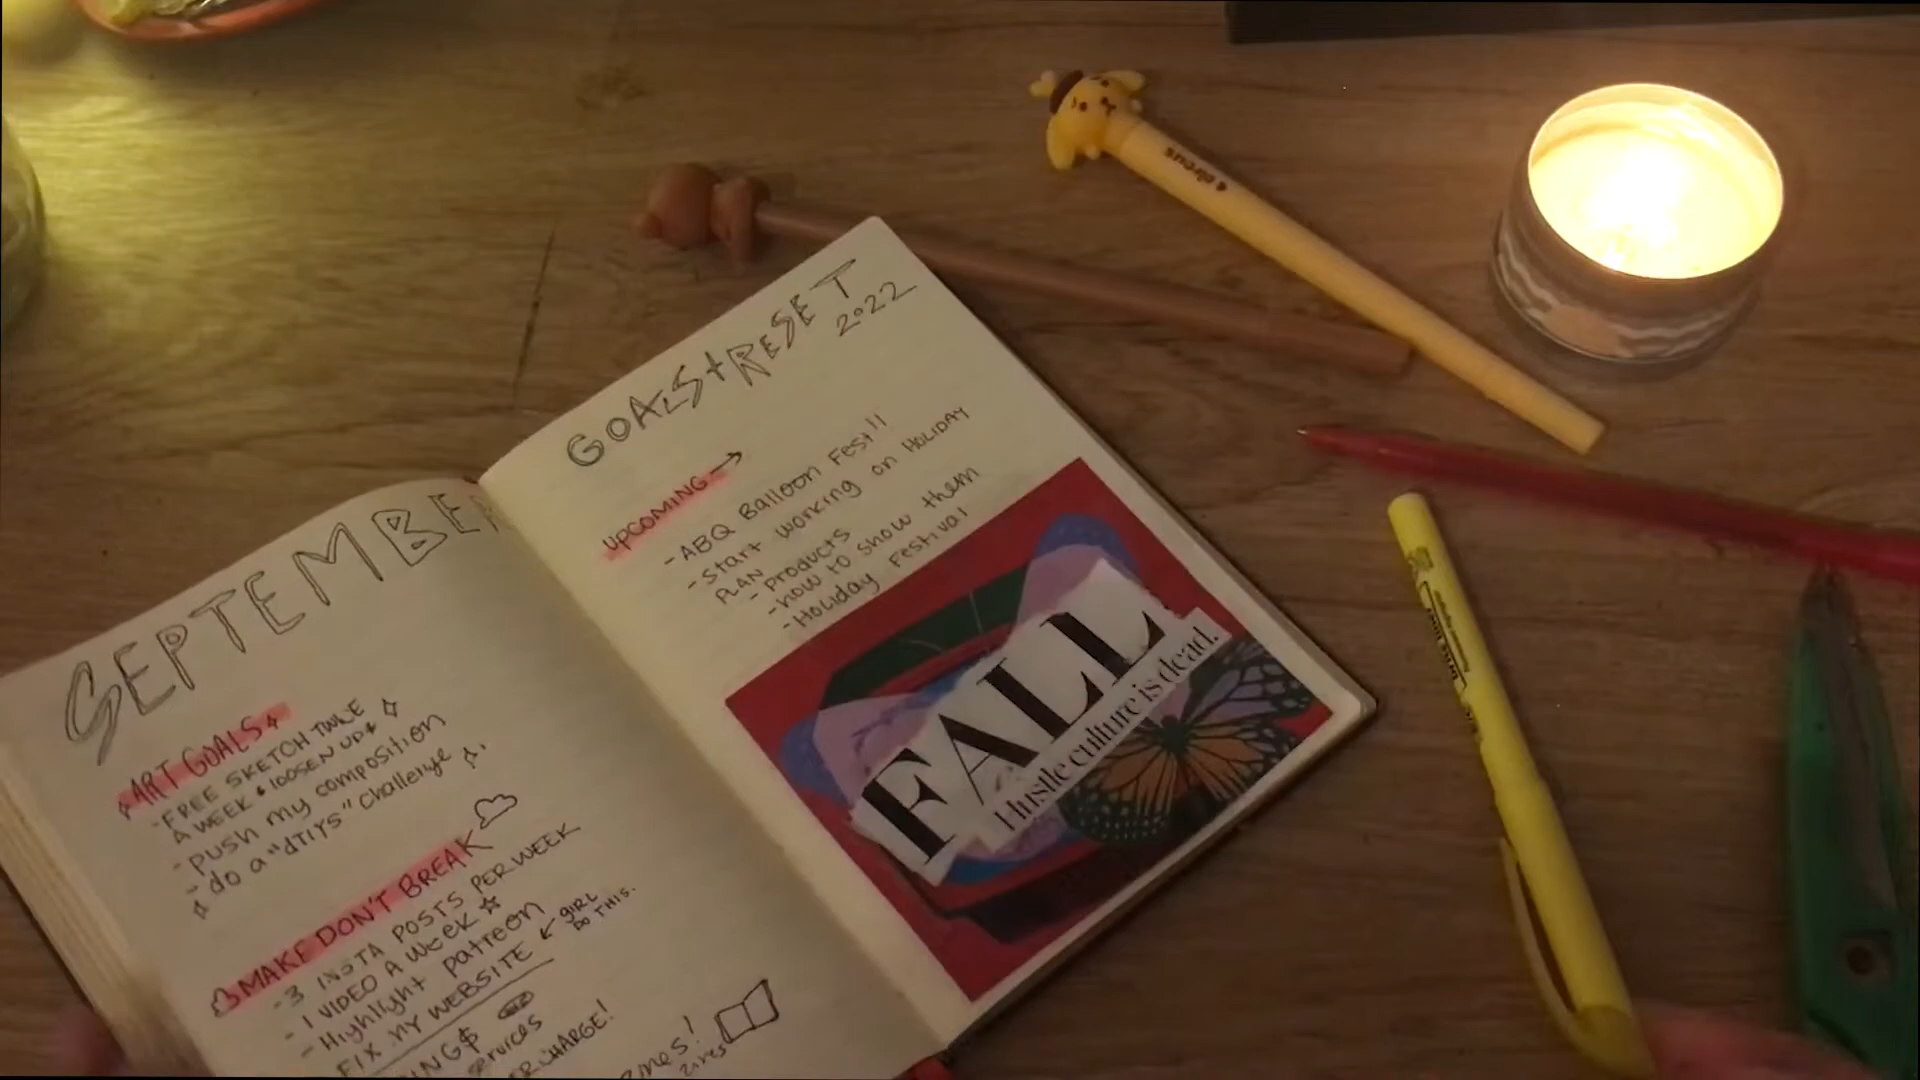 SEPTEMBER
ART GOALS
- FREE SKETCH TWICE
A WEEK & LOOSEN UP
- push my composition
- do a "dTIYS" challenge
MAKE DON'T BREAK
- 3 INSTA POSTS PER WEEK
- 1 VIDEO A WEEK
- Highlight patreon
FIX MY WEBSITE
GIRL
DO THIS.
services
GOALS + RESET
2022
UPCOMING
- ABQ Balloon Fest!!
- Start working on HOLIDAY
PLAN
- products
- how to show them
- Holiday Festival
FALL
Hustle culture is dead.
circus